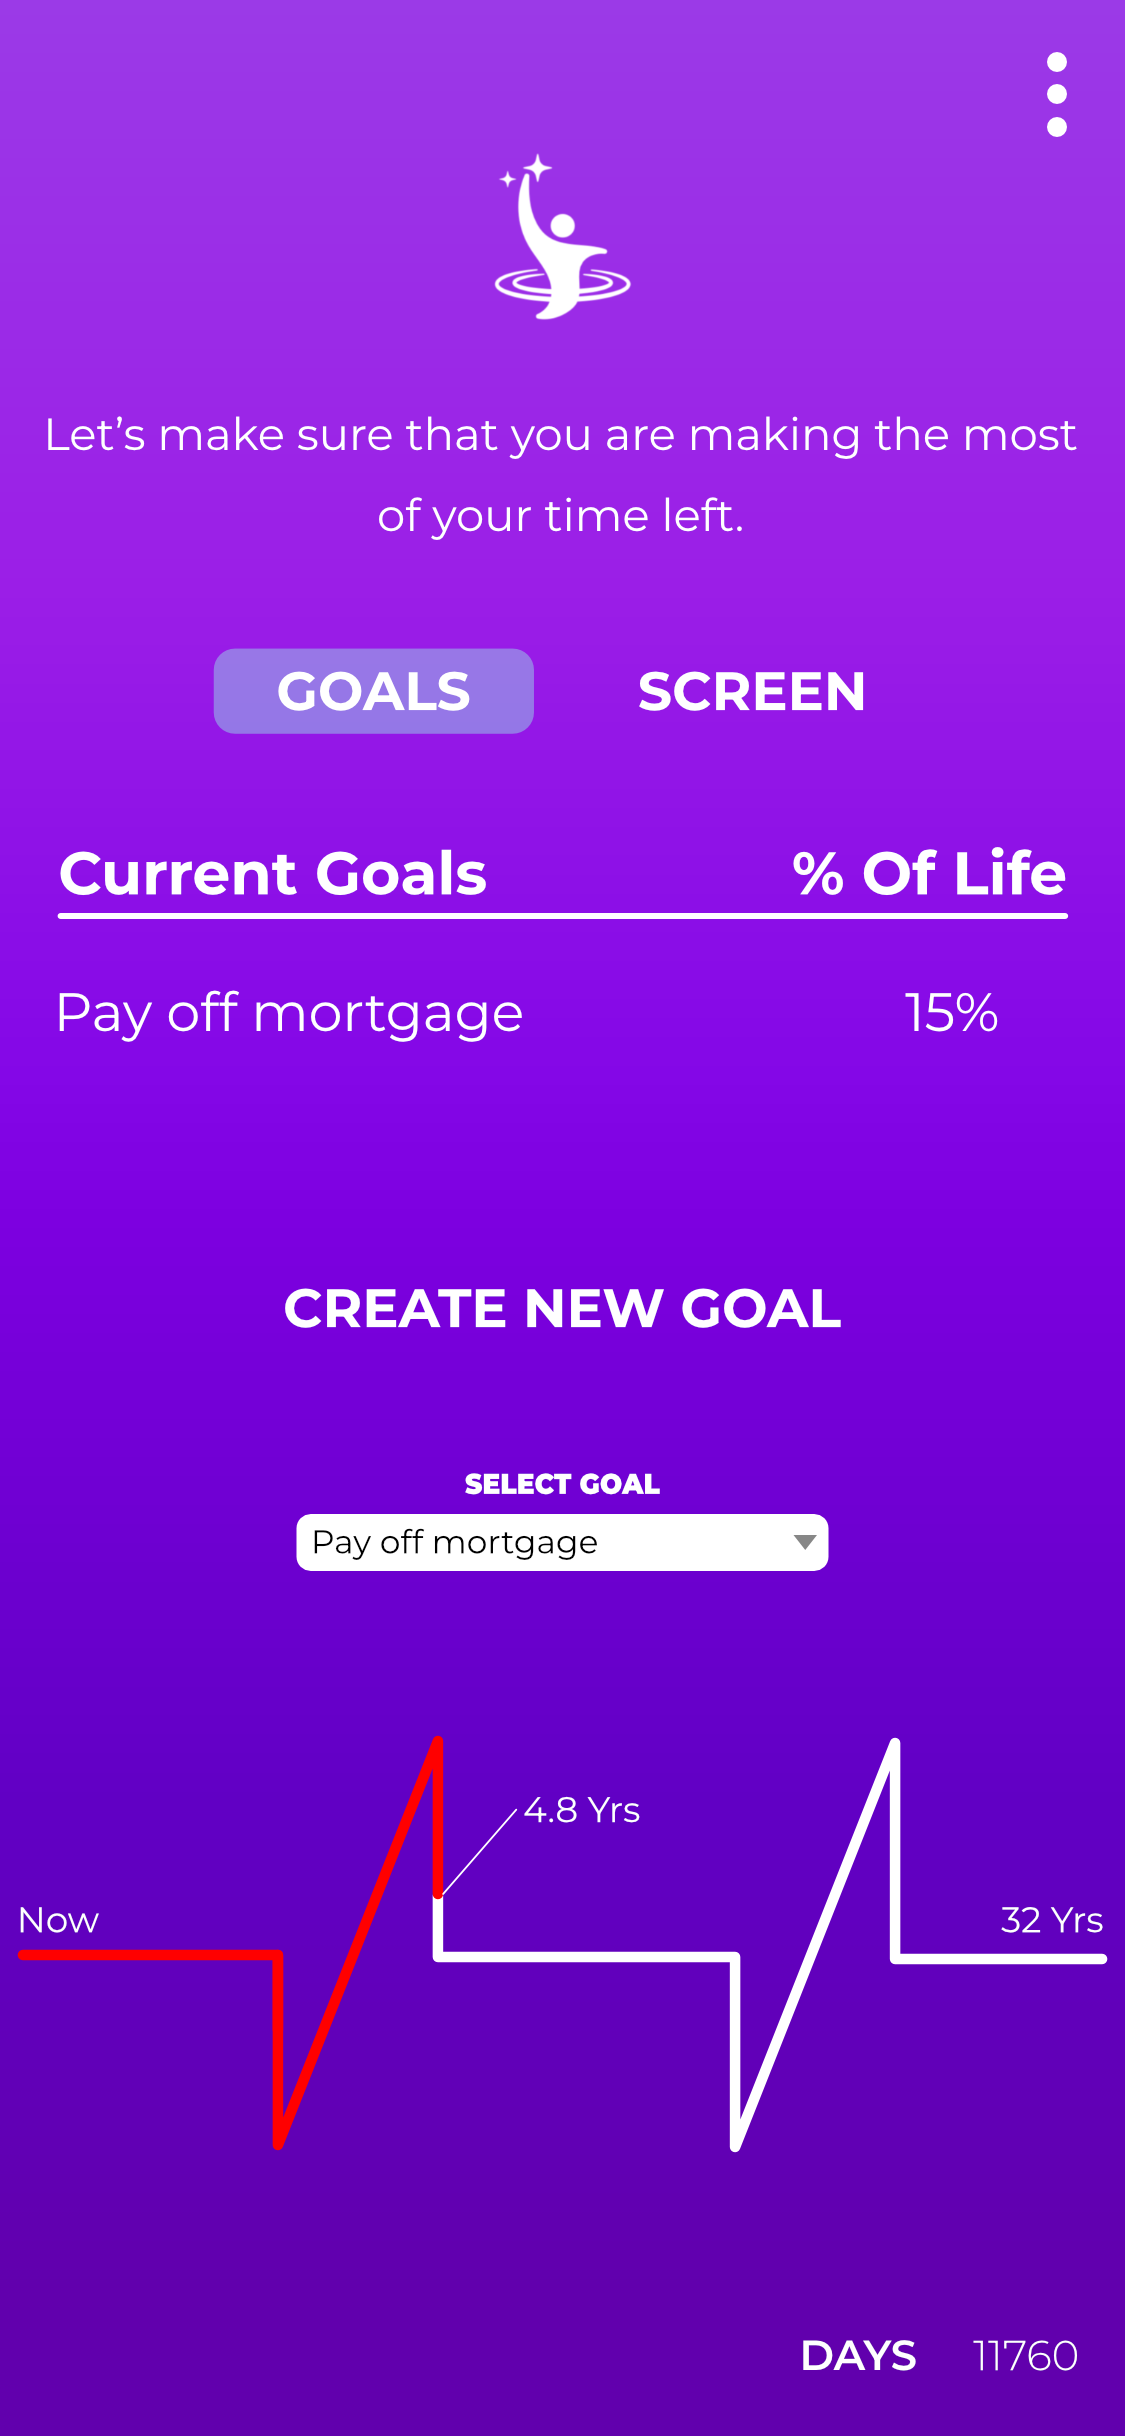 Let’s make sure that you are making the most
of your time left.
GOALS SCREEN
Current Goals % Of Life
Pay off mortgage 15%
CREATE NEW GOAL
SELECT GOAL
Pay off mortgage
4.8 Yrs
Now 32 Yrs
DAYS 11760